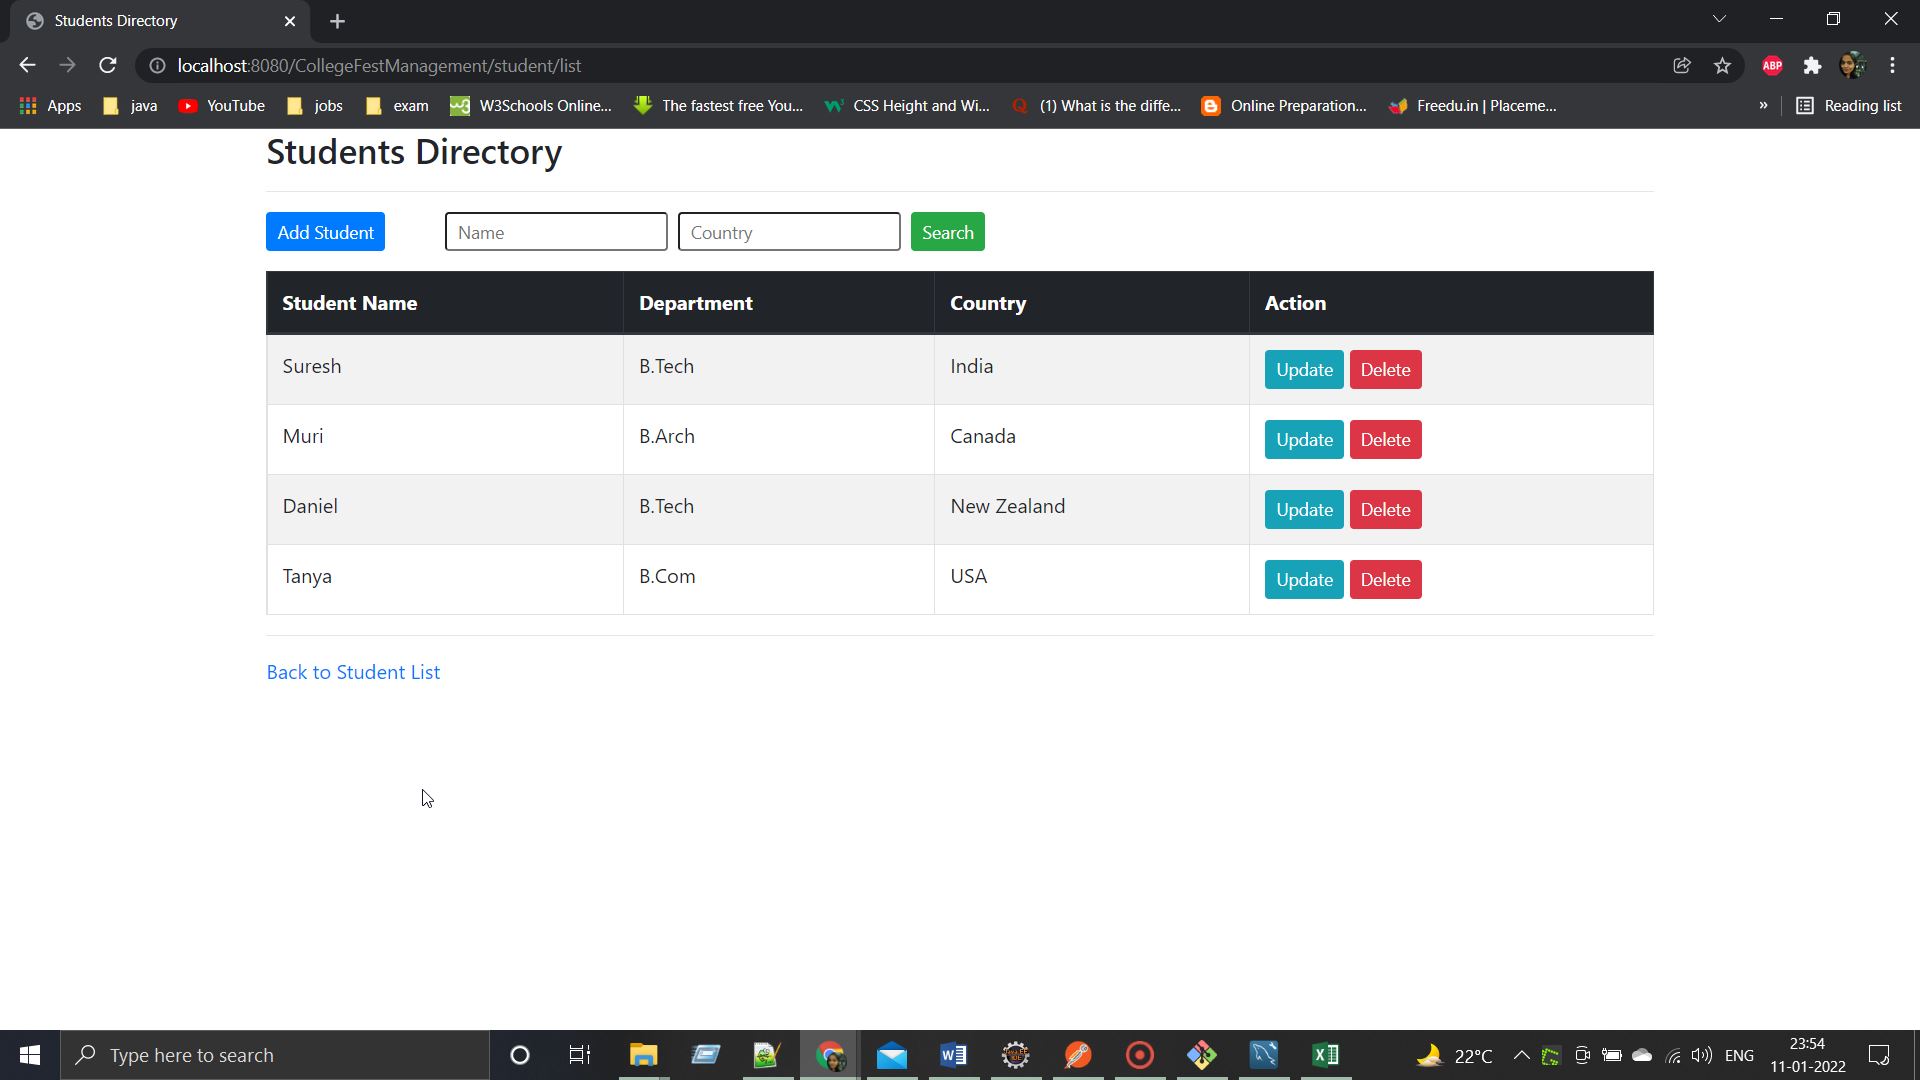 Students Directory
localhost:8080/CollegeFestManagement/student/list
ABP
Apps java YouTube jobs exam W3Schools Online... The fastest free You... CSS Height and Wi... (1) What is the diffe... Online Preparation... Freedu.in | Placeme... » Reading list
Students Directory
Add Student Name Country Search
Student Name Department Country Action
Suresh B.Tech India Update Delete
Muri B.Arch Canada Update Delete
Daniel B.Tech New Zealand Update Delete
Tanya B.Com USA Update Delete
Back to Student List
Type here to search 22°C ENG 23:54
11-01-2022